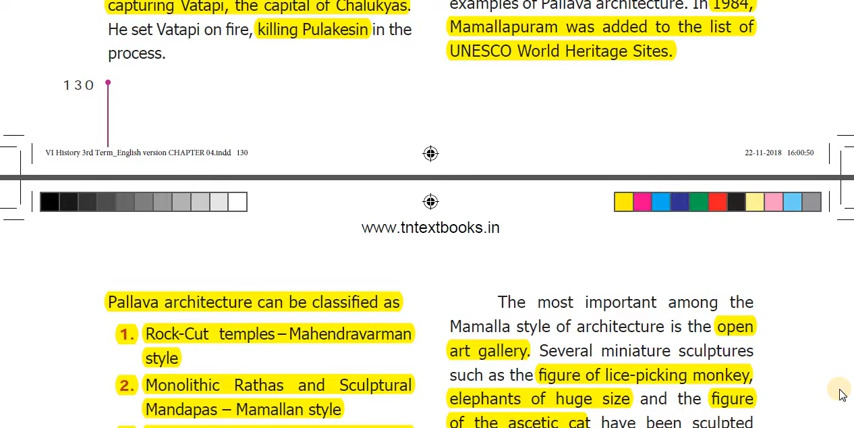 capturing Vatapi, the capital of Chalukyas.
He set Vatapi on fire, killing Pulakesin in the
process.
examples of Pallava architecture. In 1984,
Mamallapuram was added to the list of
UNESCO World Heritage Sites.
130
VI History 3rd Term_English version CHAPTER 04.indd 130
22-11-2018 16:00:50
www.tntextbooks.in
Pallava architecture can be classified as
1. Rock-Cut temples – Mahendravarman
style
2. Monolithic Rathas and Sculptural
Mandapas – Mamallan style
The most important among the
Mamalla style of architecture is the open
art gallery. Several miniature sculptures
such as the figure of lice-picking monkey,
elephants of huge size and the figure
of the ascetic cat have been sculpted